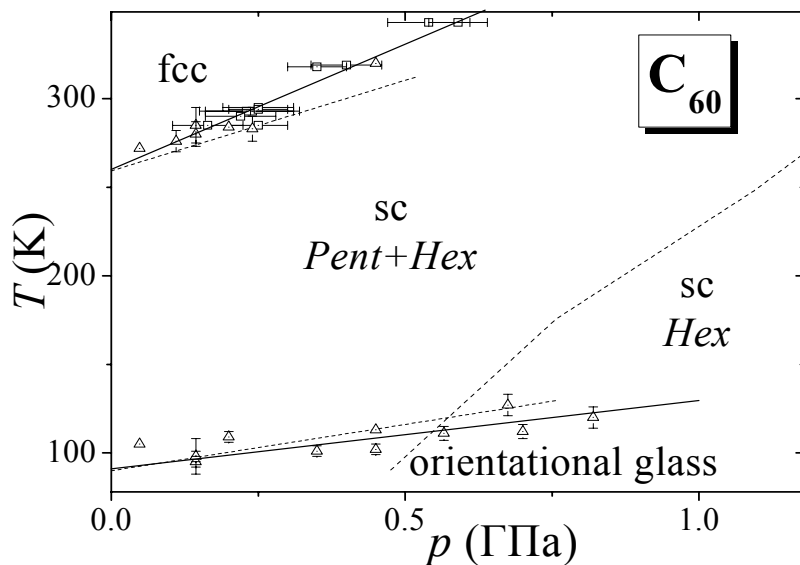 C60
fcc
300
sc
Pent+Hex
200
sc
Hex
100
orientational glass
T (K)
0.0
0.5
1.0
p (ГПа)